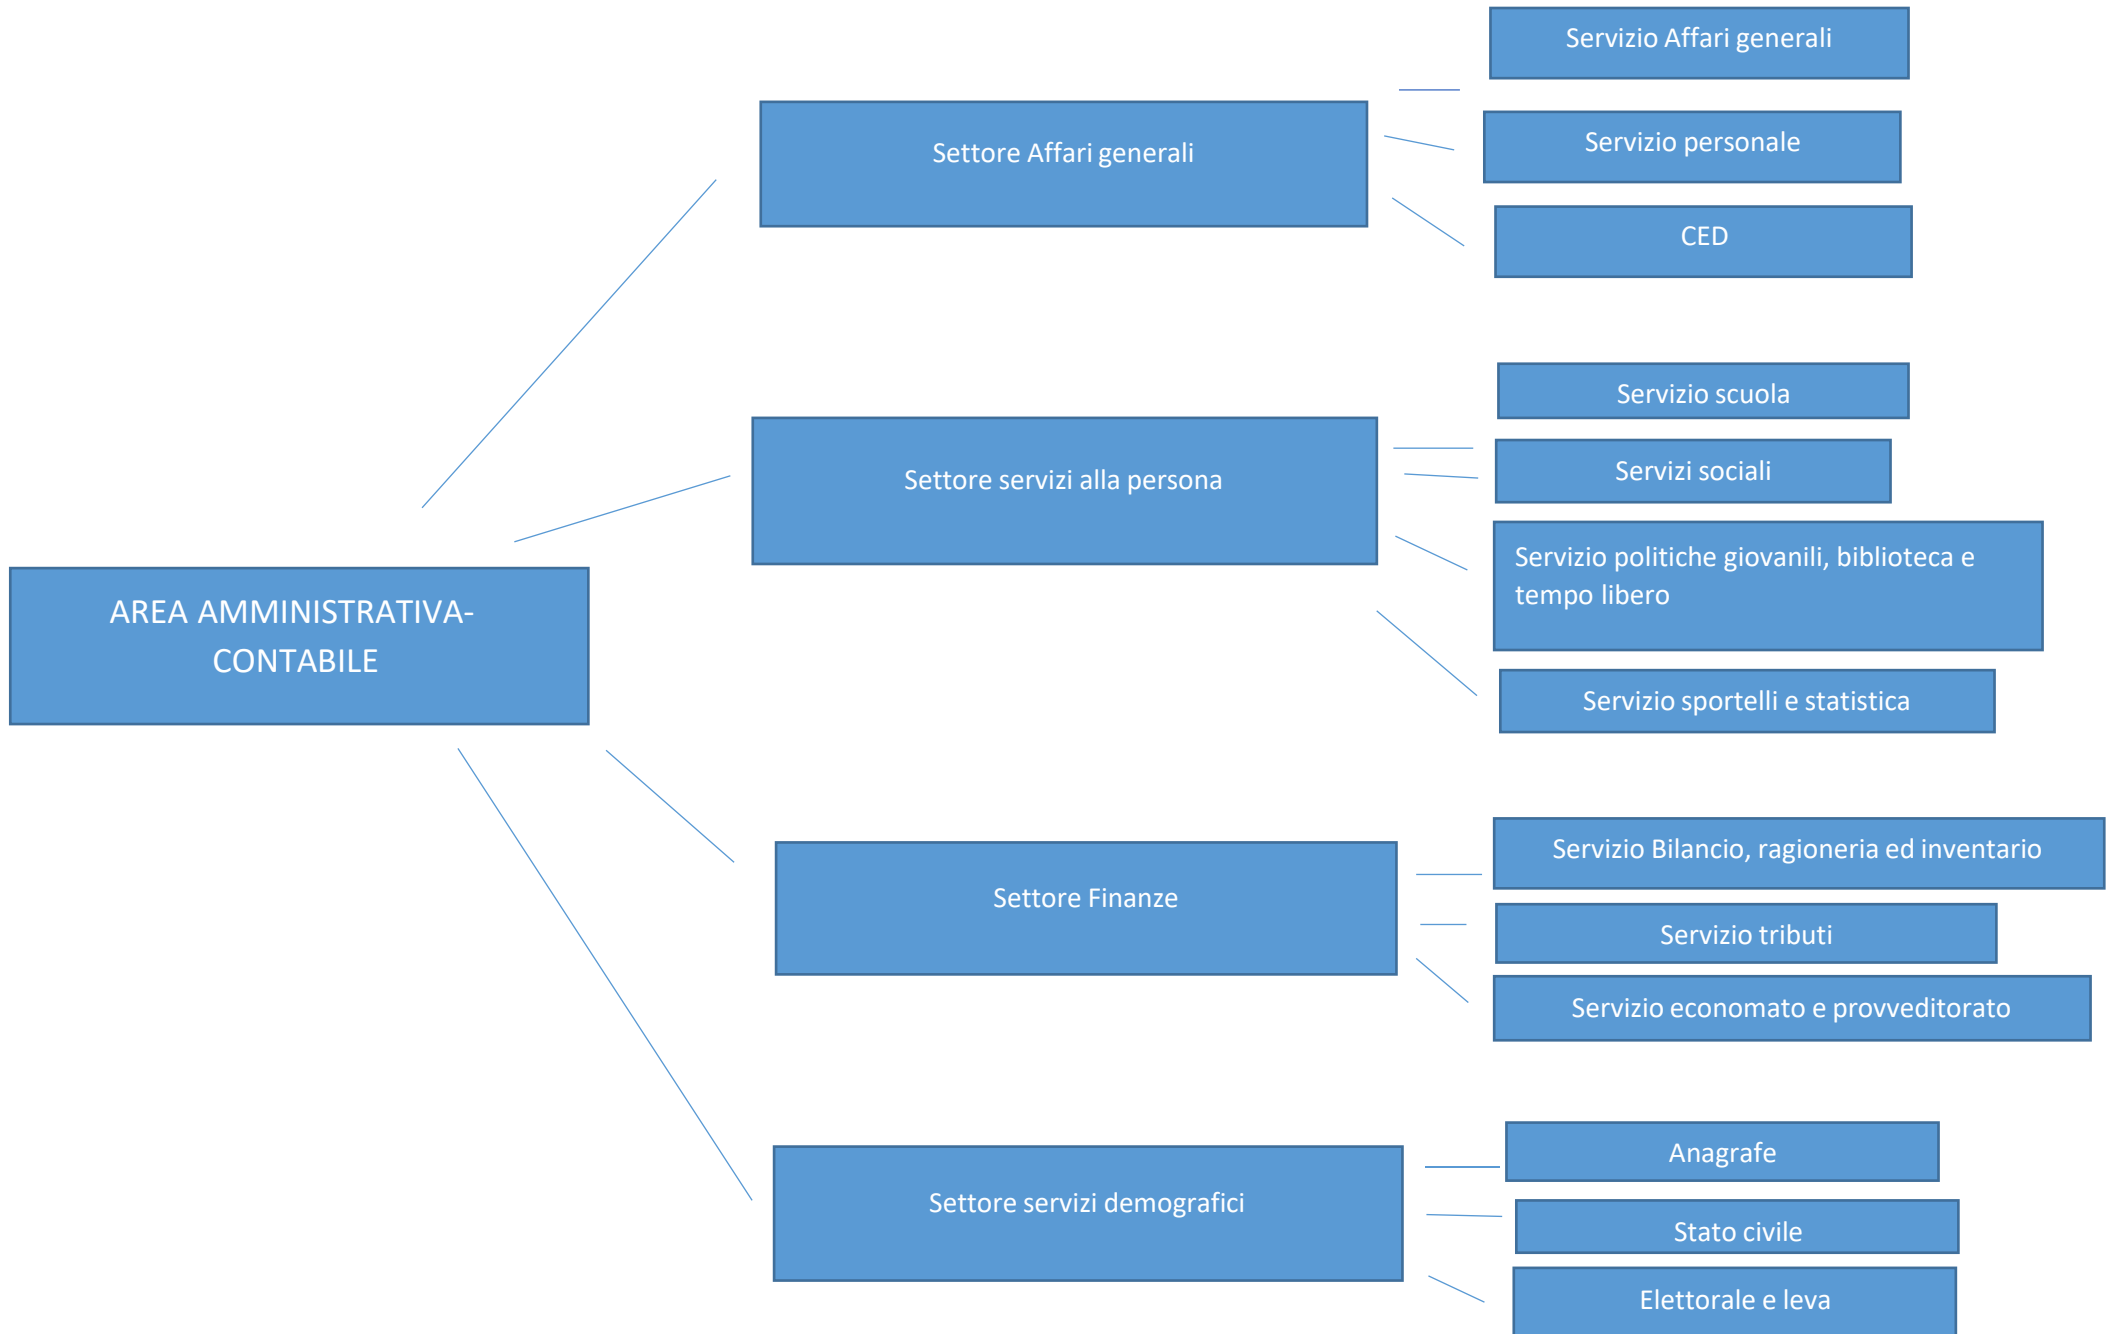 Servizio Affari generali
Settore Affari generali
Servizio personale
CED
Servizio scuola
Settore servizi alla persona
Servizi sociali
Servizio politiche giovanili, biblioteca e
tempo libero
Servizio sportelli e statistica
AREA AMMINISTRATIVA-
CONTABILE
Servizio Bilancio, ragioneria ed inventario
Settore Finanze
Servizio tributi
Servizio economato e provveditorato
Anagrafe
Settore servizi demografici
Stato civile
Elettorale e leva